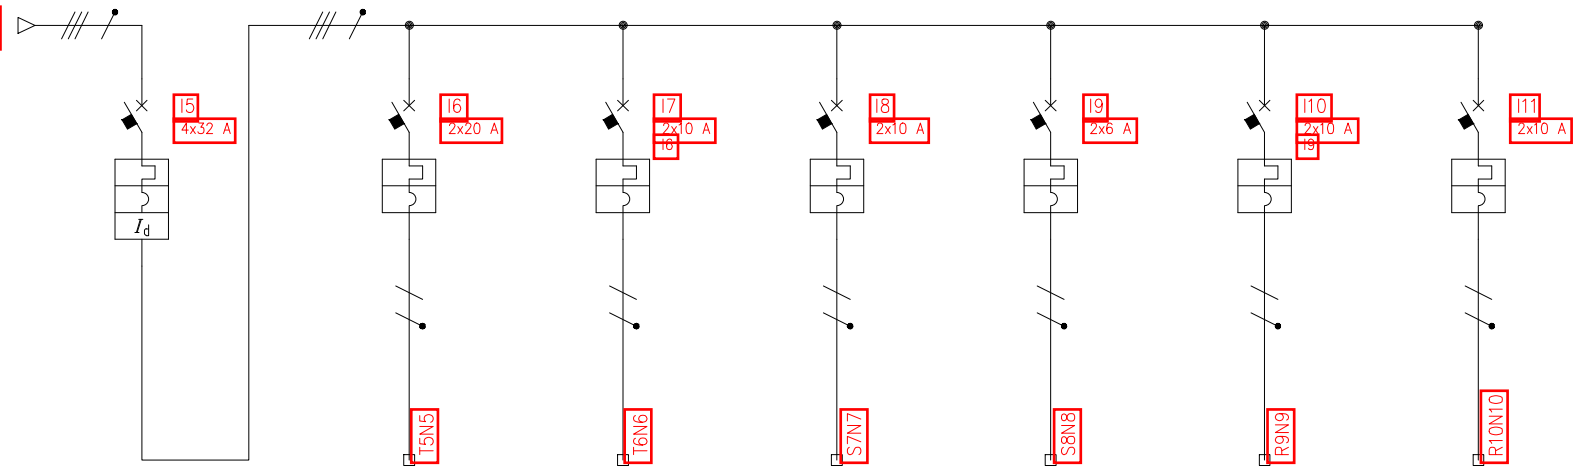 I5
4x32 A
Id
I6
2x20 A
I7
2x10 A
I6
I8
2x10 A
I9
2x6 A
I10
2x10 A
I9
I11
2x10 A
T5N5
T6N6
S7N7
S8N8
R9N9
R10N10